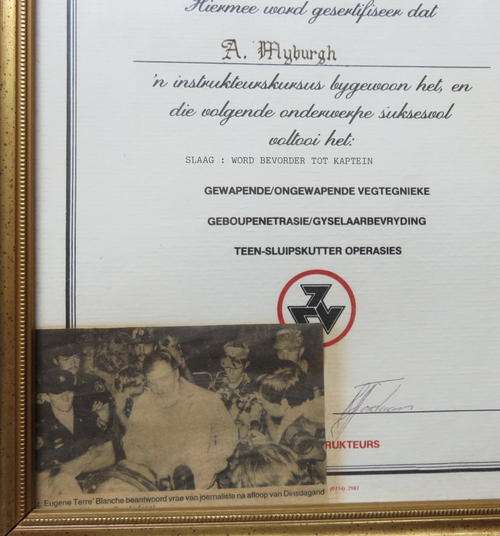 Hiermee word gesertifiseer dat
A. Myburgh
'n instrukteurskursus bygewoon het, en
die volgende onderwerpe suksesvol
voltooi het:
SLAAG : WORD BEVORDER TOT KAPTEIN
GEWAPENDE/ONGEWAPENDE VEGTEGNIEKE
GEBOUPENETRASIE/GYSELAARBEVRYDING
TEEN-SLUIPSKUTTER OPERASIES
RUKTEURS
Eugene Terre' Blanche beantwoord vrae van joernaliste na afloop van Dinsdagand